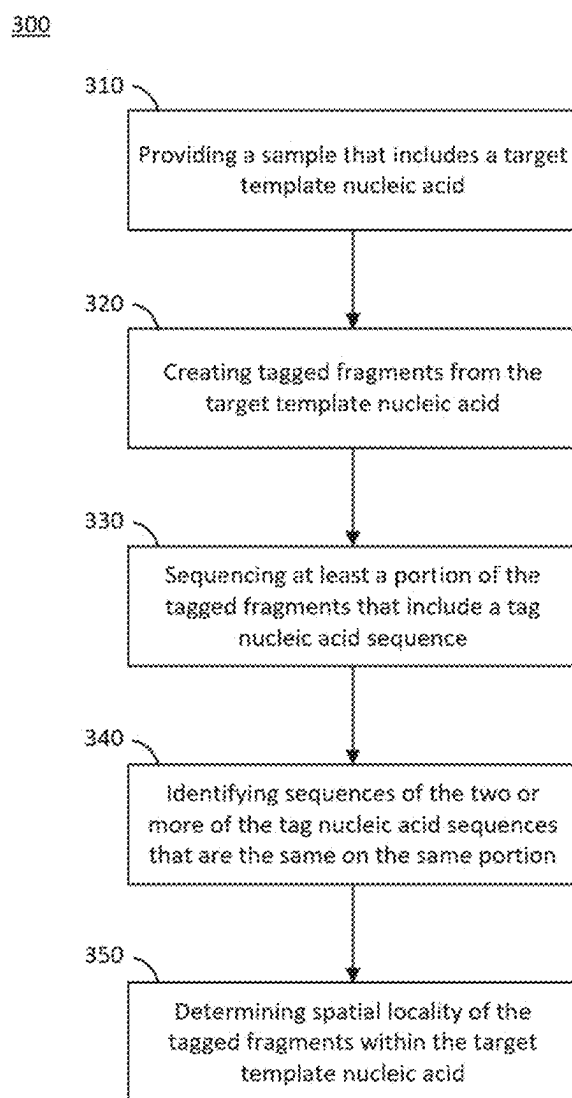 300
310
Providing a sample that includes a target
template nucleic acid
320
Creating tagged fragments from the
target template nucleic acid
330
Sequencing at least a portion of the
tagged fragments that include a tag
nucleic acid sequence
340
Identifying sequences of the two or
more of the tag nucleic acid sequences
that are the same on the same portion
350
Determining spatial locality of the
tagged fragments within the target
template nucleic acid